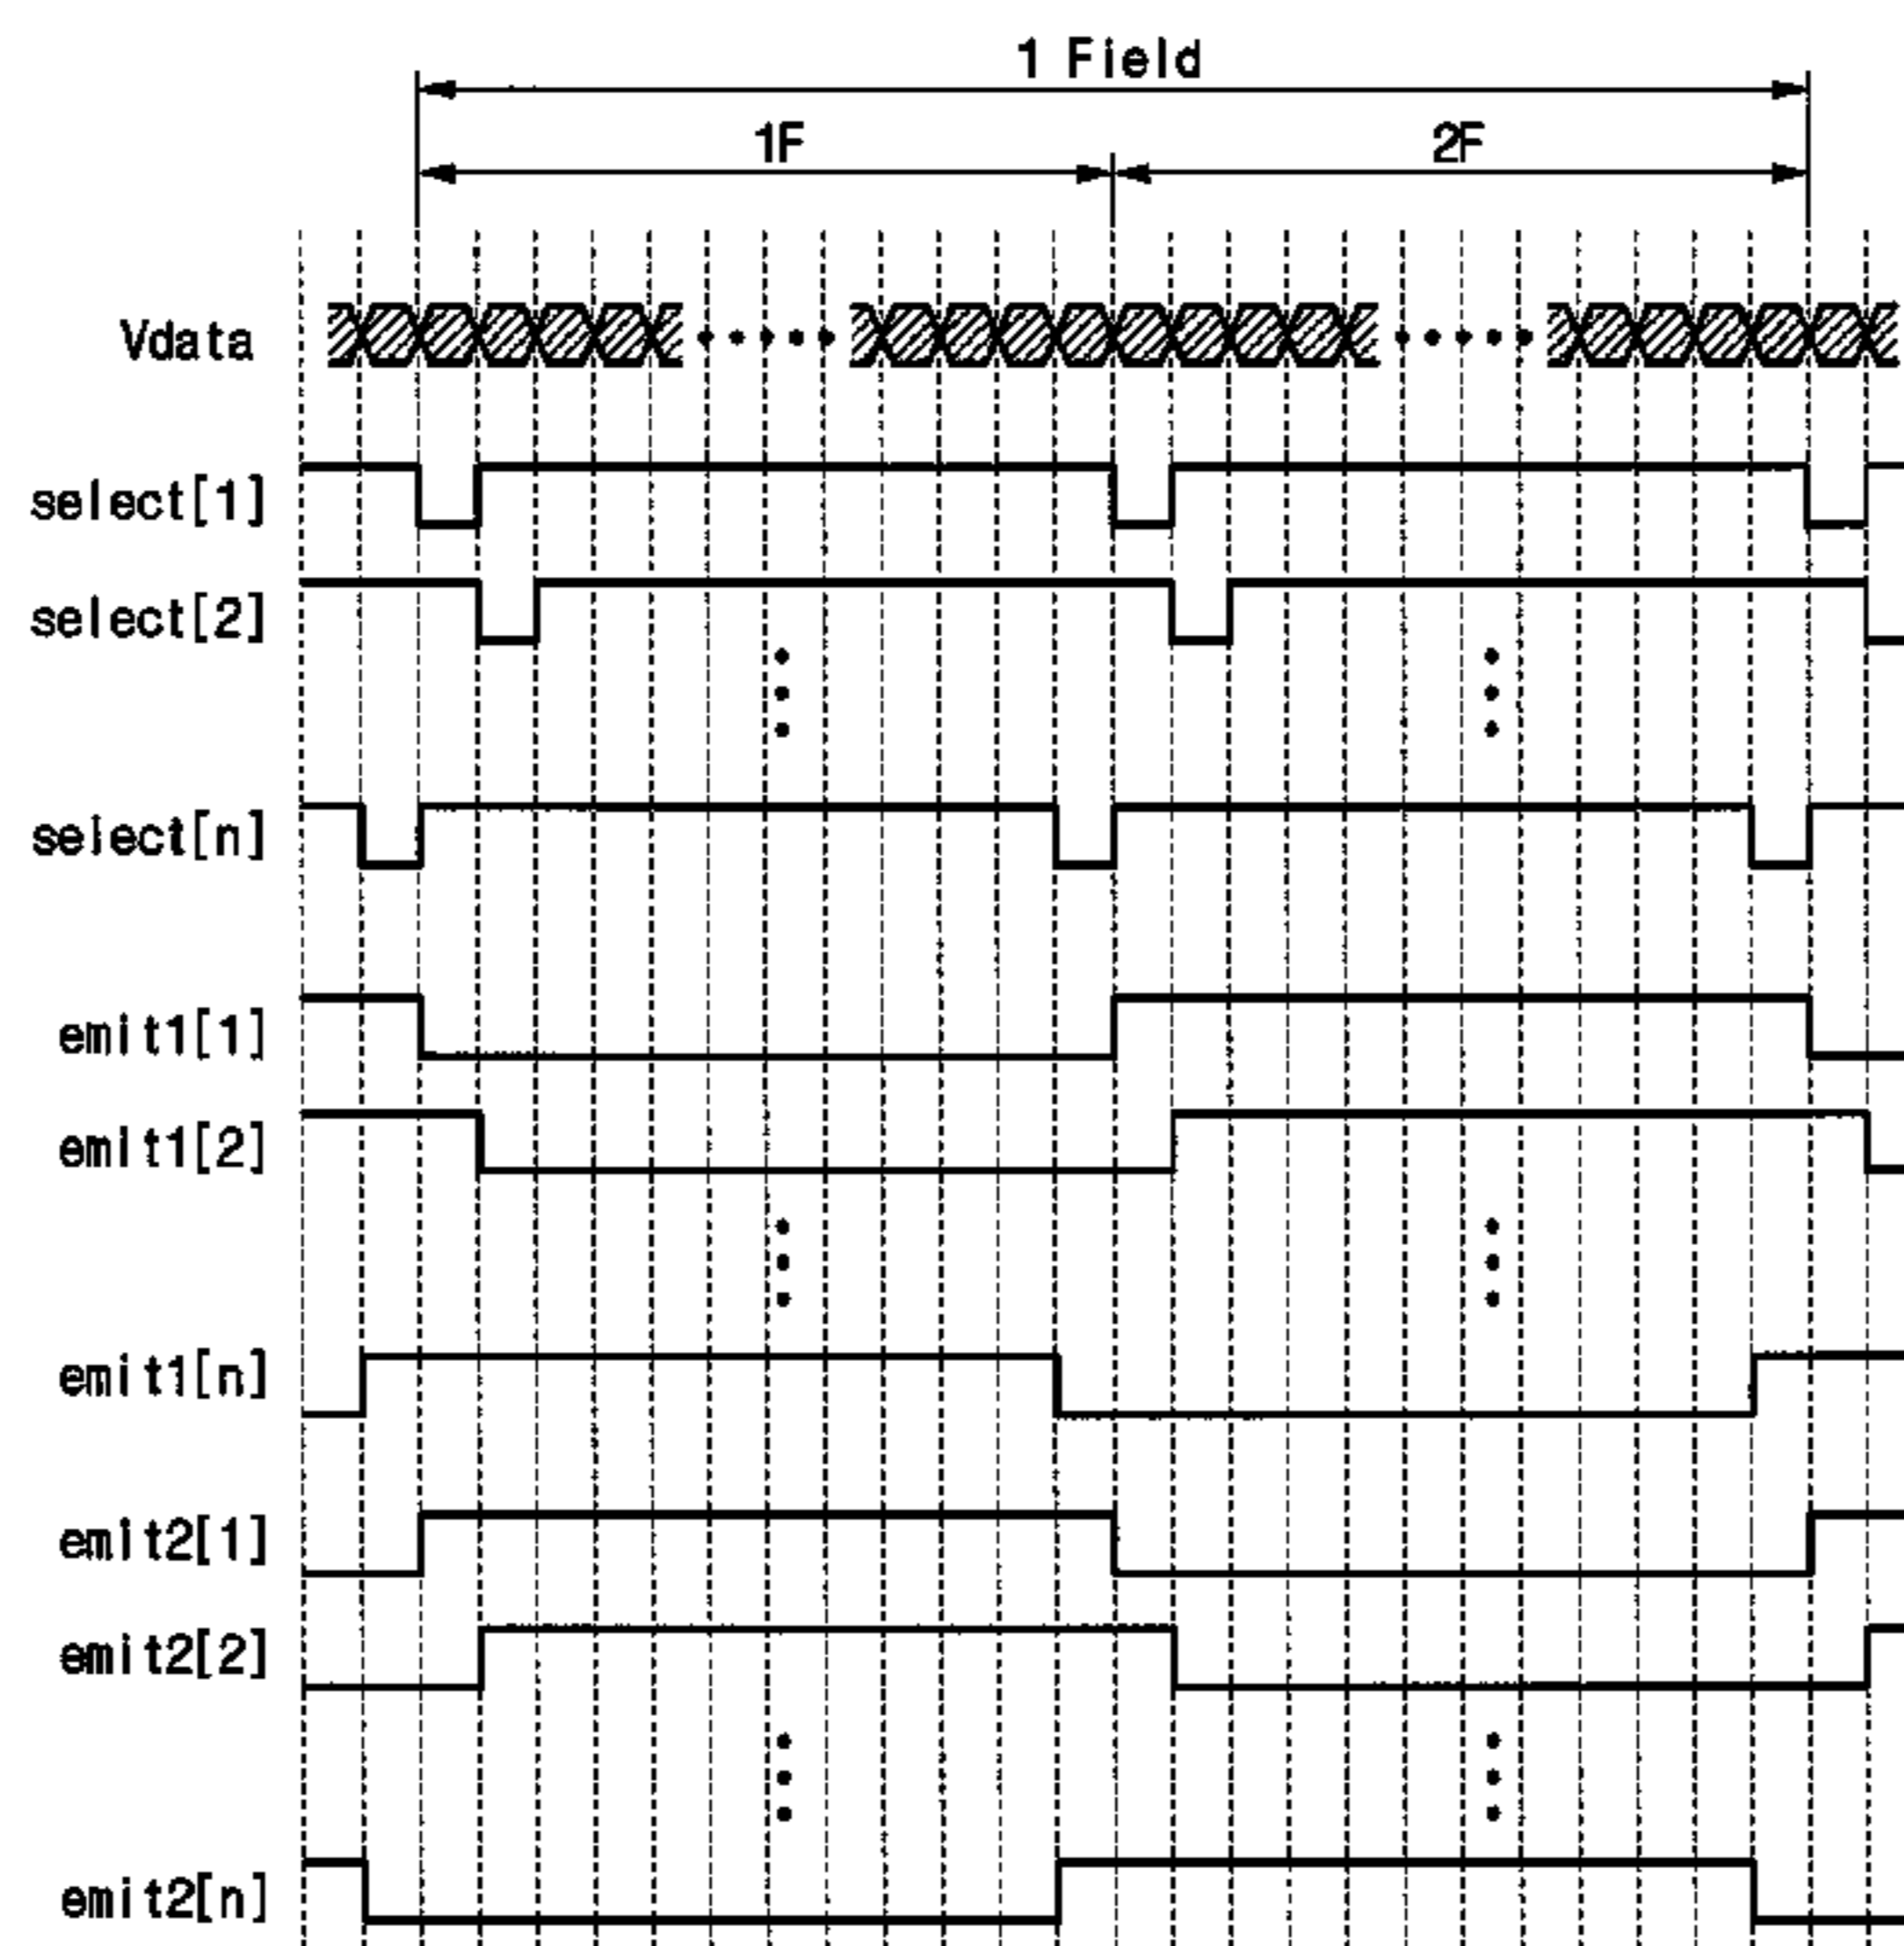 1 Field
1F
2F
Vdata
select[1]
select[2]
select[n]
emit1[1]
emit1[2]
emit1[n]
emit2[1]
emit2[2]
emit2[n]